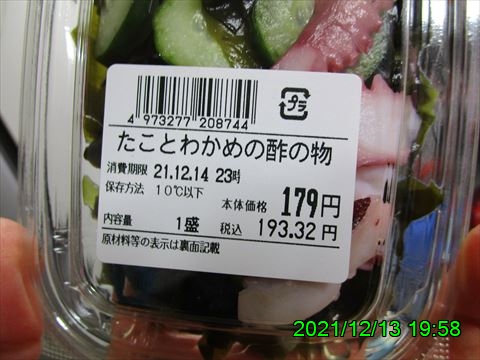 4 973277 208744
プラ
たことわかめの酢の物
消費期限 21.12.14 23時
保存方法 10℃以下
本体価格 179円
内容量 1盛 税込 193.32円
原材料等の表示は裏面記載
2021/12/13 19:58